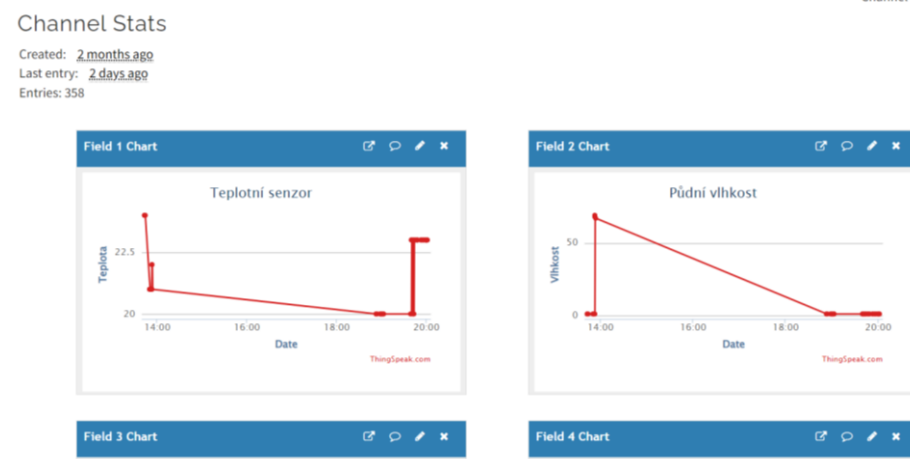 Channel Stats
Created: 2 months ago
Last entry: 2 days ago
Entries: 358
Field 1 Chart
Teplotní senzor
Teplota
22.5
20
14:00 16:00 18:00 20:00
Date
ThingSpeak.com
Field 2 Chart
Půdní vlhkost
Vlhkost
50
0
14:00 16:00 18:00 20:00
Date
ThingSpeak.com
Field 3 Chart
Field 4 Chart